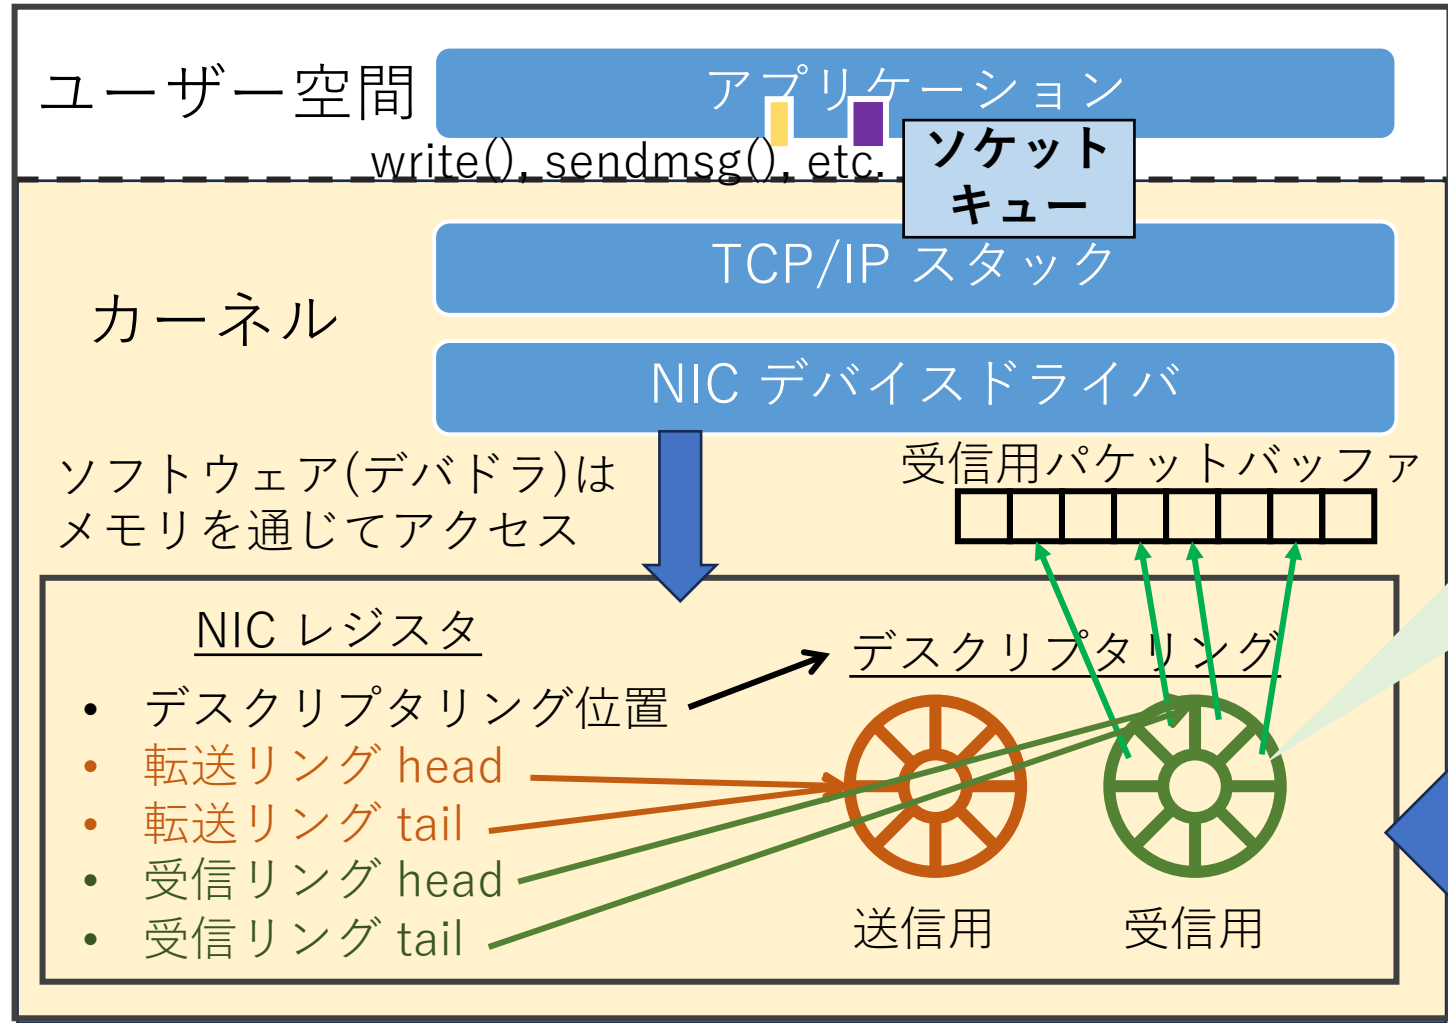 ユーザー空間
アプリケーション
write(), sendmsg(), etc.
ソケット
キュー
TCP/IP スタック
カーネル
NIC デバイスドライバ
ソフトウェア(デバドラ)は
メモリを通じてアクセス
受信用パケットバッファ
NIC レジスタ
デスクリプタリング
• デスクリプタリング位置
• 転送リング head
• 転送リング tail
• 受信リング head
• 受信リング tail
送信用
受信用